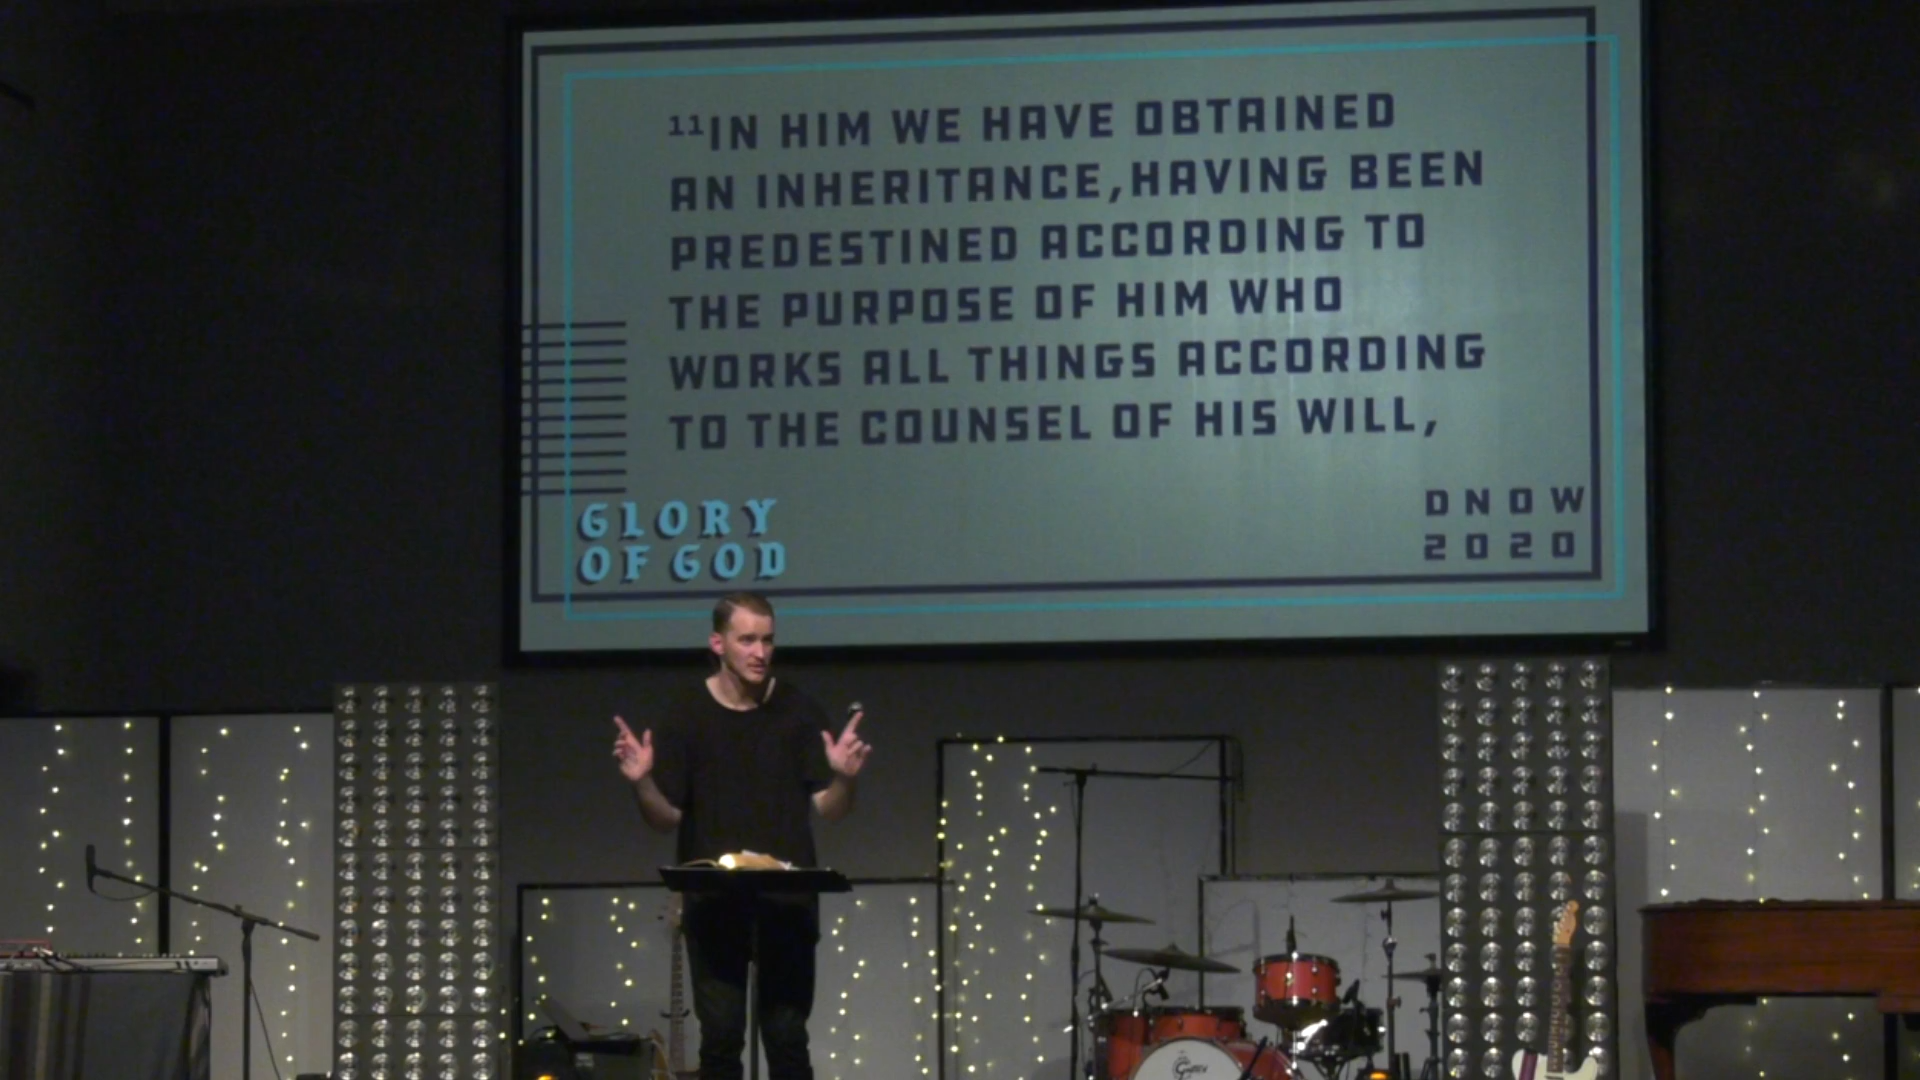 ¹¹IN HIM WE HAVE OBTAINED
AN INHERITANCE,HAVING BEEN
PREDESTINED ACCORDING TO
THE PURPOSE OF HIM WHO
WORKS ALL THINGS ACCORDING
TO THE COUNSEL OF HIS WILL,
GLORY
OF GOD
DNOW
2020
Gretsch